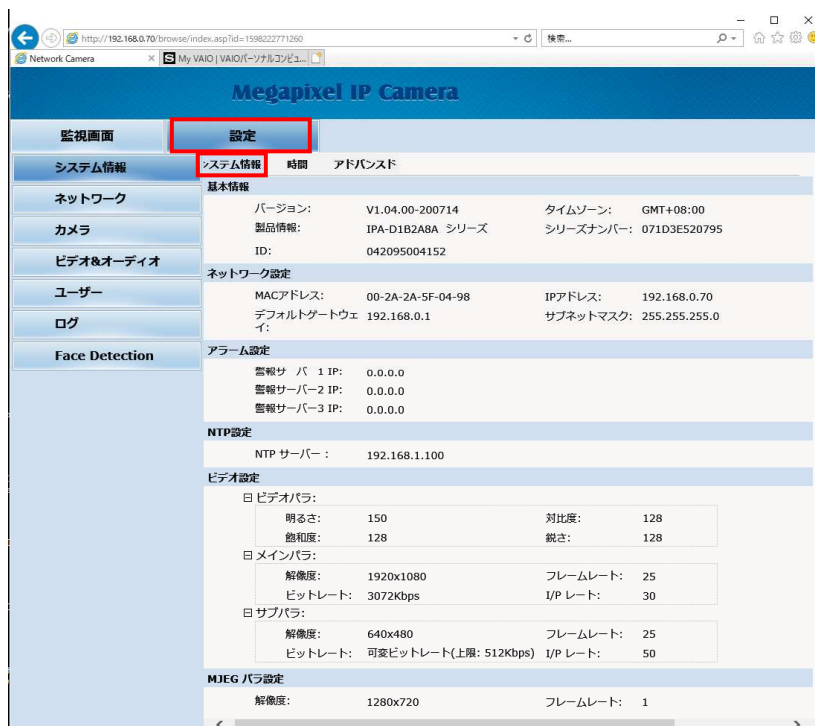 http://192.168.0.70/browse/index.asp?id=1598222771260 検索...
Network Camera × My VAIO | VAIOパーソナルコンピュ...
Megapixel IP Camera
監視画面 設定
システム情報 システム情報 時間 アドバンスド
基本情報
ネットワーク
バージョン: V1.04.00-200714 タイムゾーン: GMT+08:00
カメラ
製品情報: IPA-D1B2A8A シリーズ シリーズナンバー: 071D3E520795
ID: 042095004152
ビデオ&オーディオ
ネットワーク設定
ユーザー
MACアドレス: 00-2A-2A-5F-04-98 IPアドレス: 192.168.0.70
デフォルトゲートウェイ: 192.168.0.1 サブネットマスク: 255.255.255.0
ログ
Face Detection
アラーム設定
警報サ バ 1 IP: 0.0.0.0
警報サーバー2 IP: 0.0.0.0
警報サーバー3 IP: 0.0.0.0
NTP設定
NTP サーバー : 192.168.1.100
ビデオ設定
ビデオパラ:
明るさ: 150 対比度: 128
飽和度: 128 鋭さ: 128
メインパラ:
解像度: 1920x1080 フレームレート: 25
ビットレート: 3072Kbps I/P レート: 30
サブパラ:
解像度: 640x480 フレームレート: 25
ビットレート: 可変ビットレート(上限: 512Kbps) I/P レート: 50
MJEG パラ設定
解像度: 1280x720 フレームレート: 1